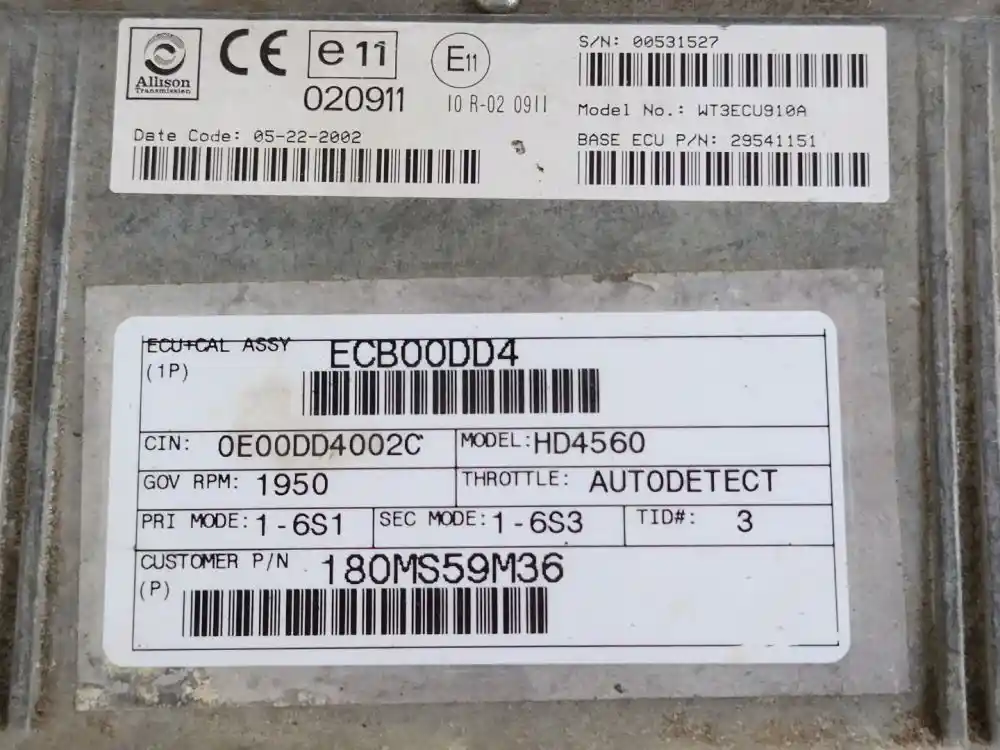 Allison
Transmission
CE
e 11
020911
E11
10 R-02 0911
Date Code: 05-22-2002
S/N: 00531527
Model No.: WT3ECU910A
BASE ECU P/N: 29541151
ECU+CAL ASSY ECB00DD4
(1P)
CIN: 0E00DD4002C MODEL: HD4560
GOV RPM: 1950 THROTTLE: AUTODETECT
PRI MODE: 1-6S1 SEC MODE: 1-6S3 TID#: 3
CUSTOMER P/N 180MS59M36
(P)